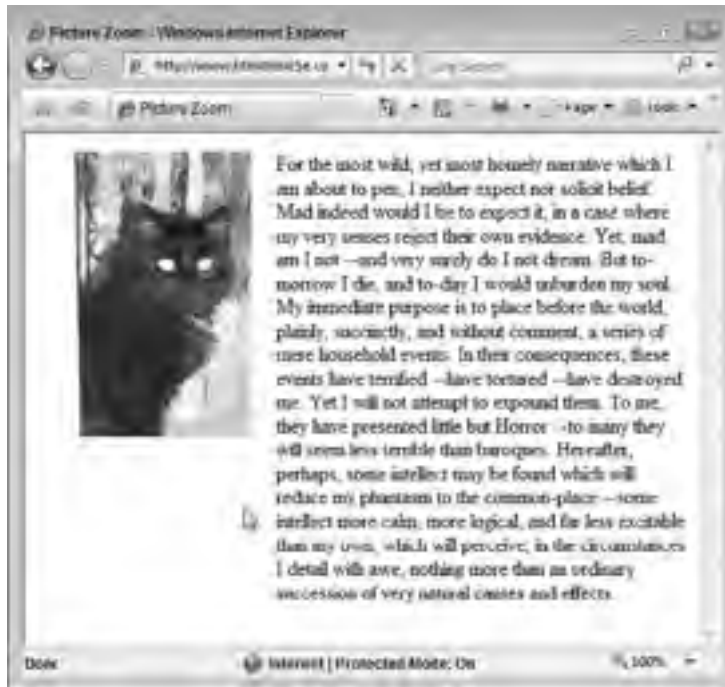 Picture Zoom - Windows Internet Explorer
Picture Zoom
Page
Tools
For the most wild, yet most homely narrative which I
am about to pen, I neither expect nor solicit belief.
Mad indeed would I be to expect it, in a case where
my very senses reject their own evidence. Yet, mad
am I not --and very surely do I not dream. But to-
morrow I die, and to-day I would unburden my soul.
My immediate purpose is to place before the world,
plainly, succinctly, and without comment, a series of
mere household events. In their consequences, these
events have terrified --have tortured --have destroyed
me. Yet I will not attempt to expound them. To me,
they have presented little but Horror --to many they
will seem less terrible than baroques. Hereafter,
perhaps, some intellect may be found which will
reduce my phantasm to the common-place --some
intellect more calm, more logical, and far less excitable
than my own, which will perceive, in the circumstances
I detail with awe, nothing more than an ordinary
succession of very natural causes and effects.
Done
Internet | Protected Mode: On
100%